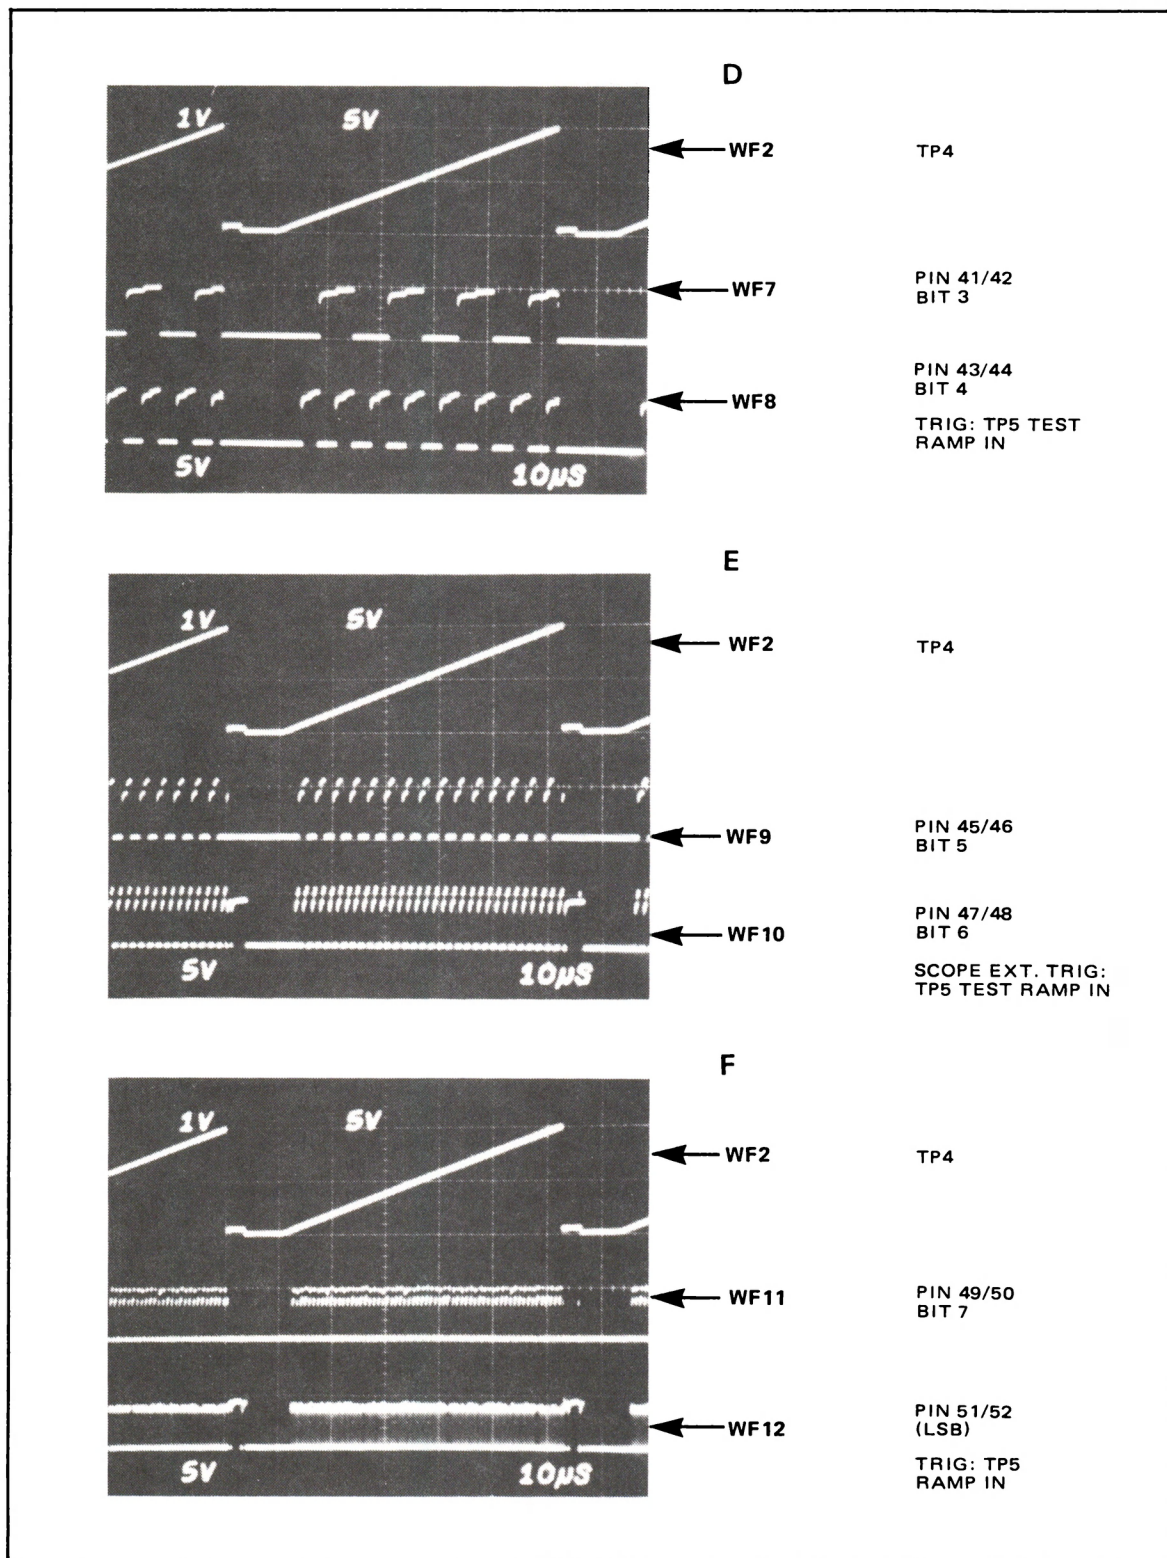 D
1V 5V
WF2 TP4
WF7 PIN 41/42
BIT 3
WF8 PIN 43/44
BIT 4
TRIG: TP5 TEST
RAMP IN
5V 10µS
E
1V 5V
WF2 TP4
WF9 PIN 45/46
BIT 5
WF10 PIN 47/48
BIT 6
5V 10µS
SCOPE EXT. TRIG:
TP5 TEST RAMP IN
F
1V 5V
WF2 TP4
WF11 PIN 49/50
BIT 7
WF12 PIN 51/52
(LSB)
TRIG: TP5
RAMP IN
5V 10µS